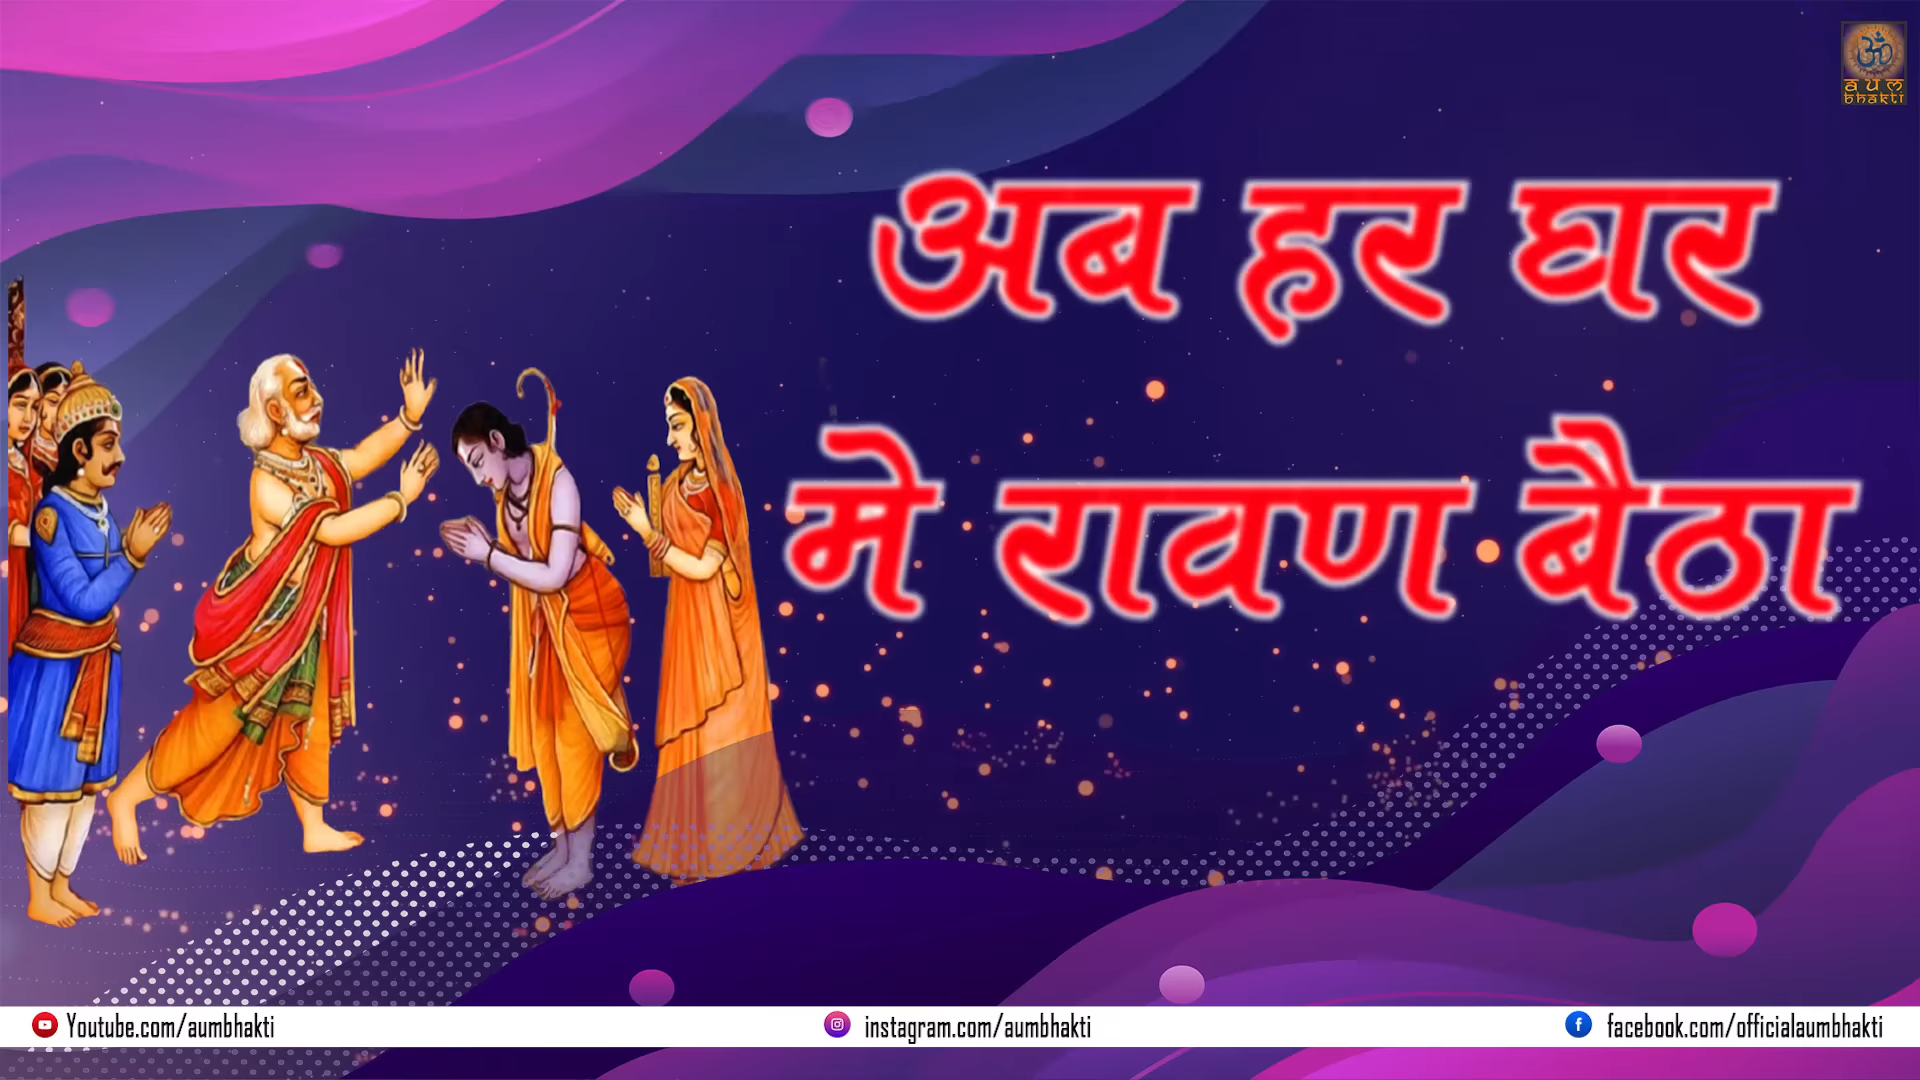 ॐ
aum
bhakti
अब हर घर
मे रावण बैठा
Youtube.com/aumbhakti
instagram.com/aumbhakti
facebook.com/officialaumbhakti